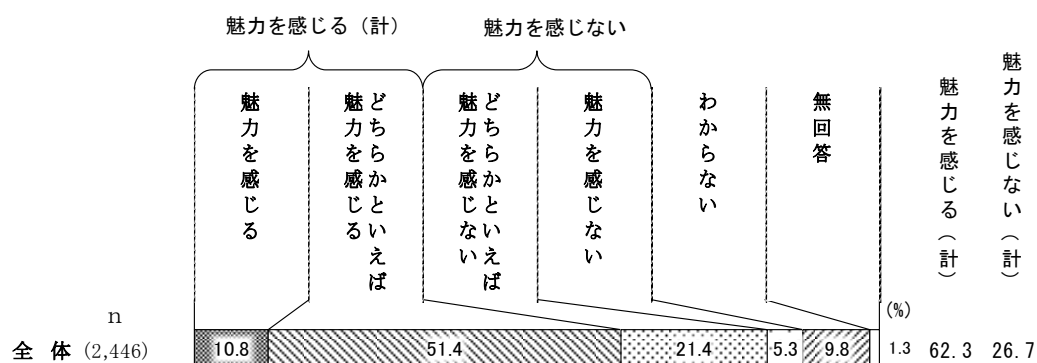 魅力を感じる（計）
魅力を感じない
魅力を感じる
どちらかといえば
魅力を感じる
どちらかといえば
魅力を感じない
魅力を感じない
わからない
無回答
魅力を感じる（計）
魅力を感じない（計）
(%)
n
全 体 (2,446) 10.8 51.4 21.4 5.3 9.8 1.3 62.3 26.7